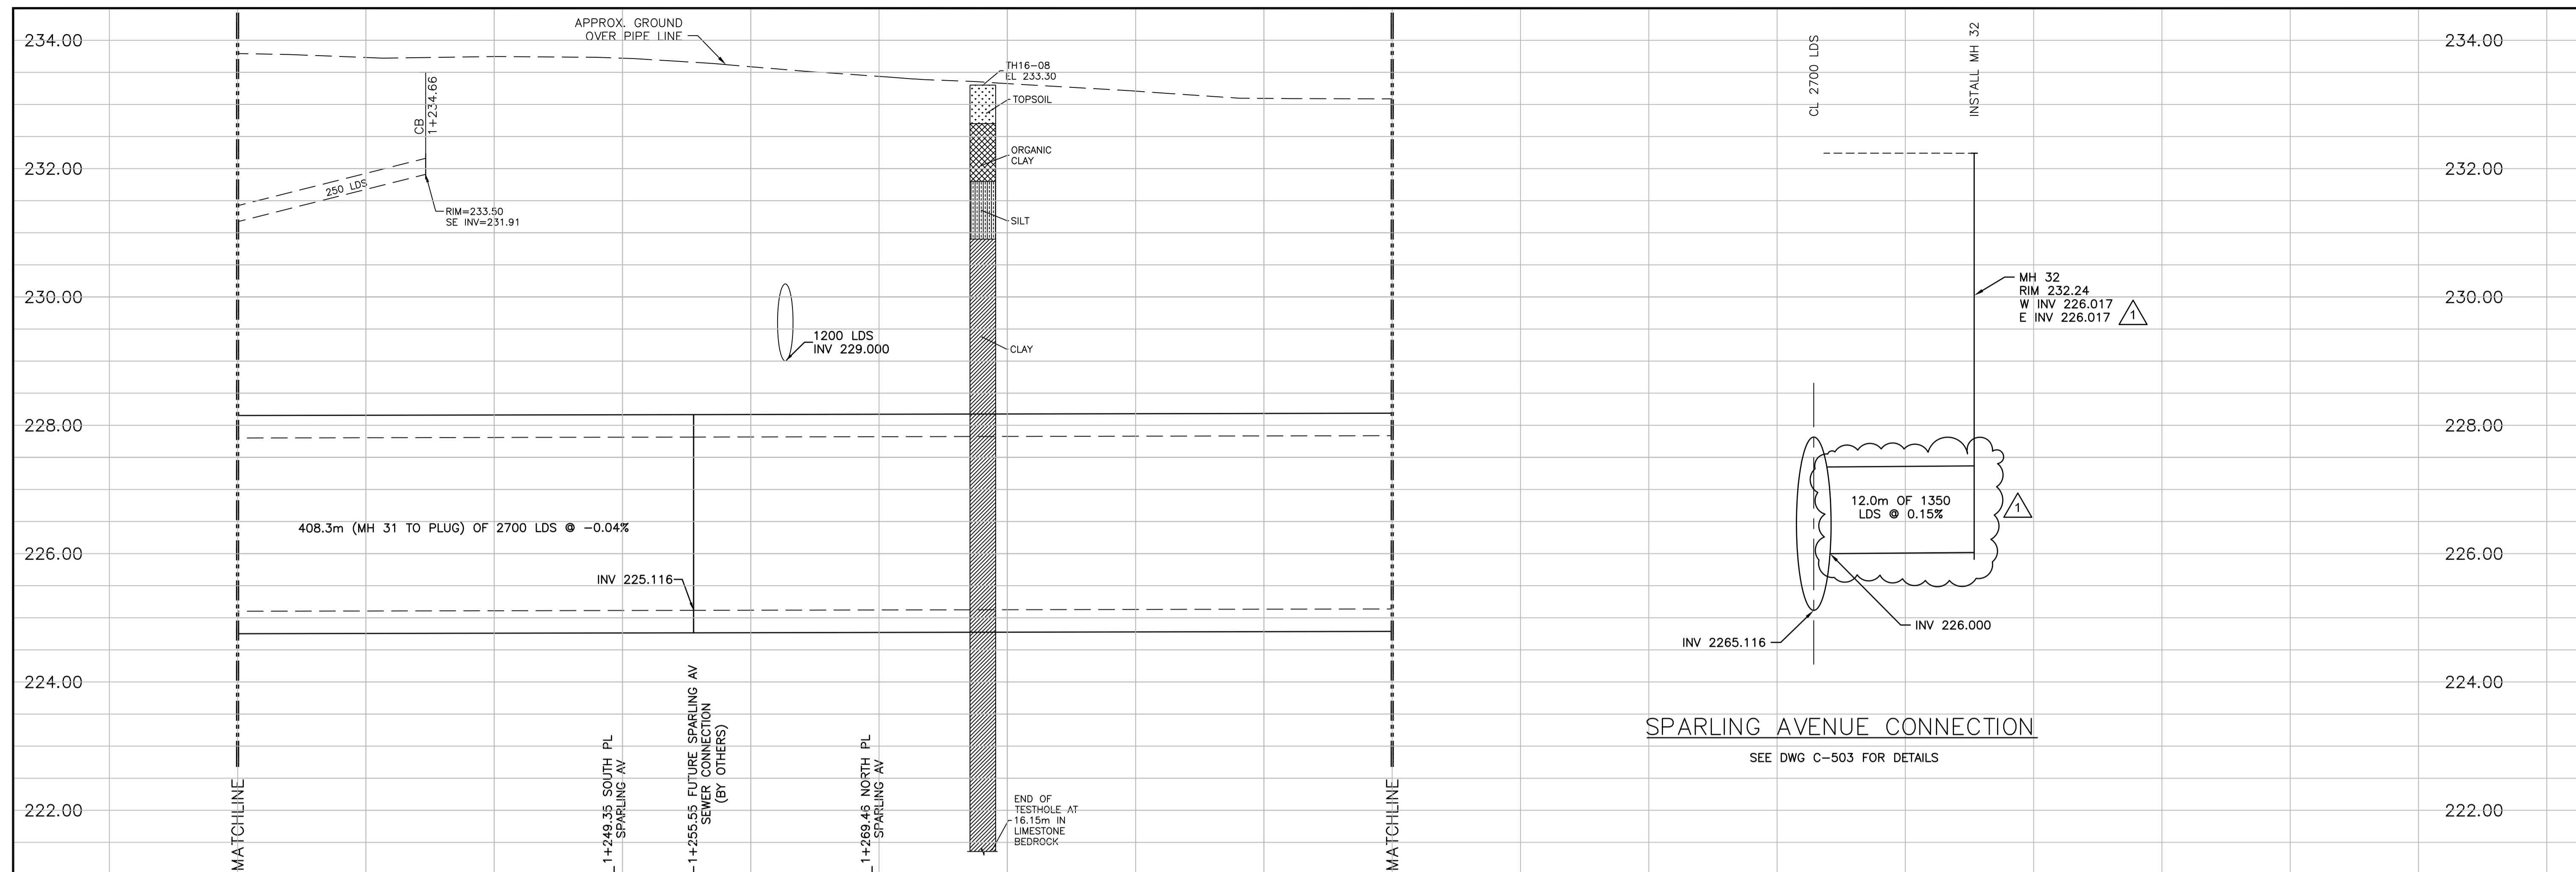 234.00
232.00
230.00
228.00
226.00
224.00
222.00
MATCHLINE
APPROX. GROUND
OVER PIPE LINE
CB
1+234.66
250 LDS
RIM=233.50
SE INV=231.91
1200 LDS
INV 229.000
408.3m (MH 31 TO PLUG) OF 2700 LDS @ -0.04%
INV 225.116
1+249.35 SOUTH PL
SPARLING AV
1+255.55 FUTURE SPARLING AV
SEWER CONNECTION
(BY OTHERS)
1+269.46 NORTH PL
SPARLING AV
TH16-08
EL 233.30
TOPSOIL
ORGANIC
CLAY
SILT
CLAY
END OF
TESTHOLE AT
16.15m IN
LIMESTONE
BEDROCK
MATCHLINE
CL 2700 LDS
INSTALL MH 32
MH 32
RIM 232.24
W INV 226.017
E INV 226.017
1
12.0m OF 1350
LDS @ 0.15%
1
INV 226.000
INV 2265.116
SPARLING AVENUE CONNECTION
SEE DWG C-503 FOR DETAILS
234.00
232.00
230.00
228.00
226.00
224.00
222.00